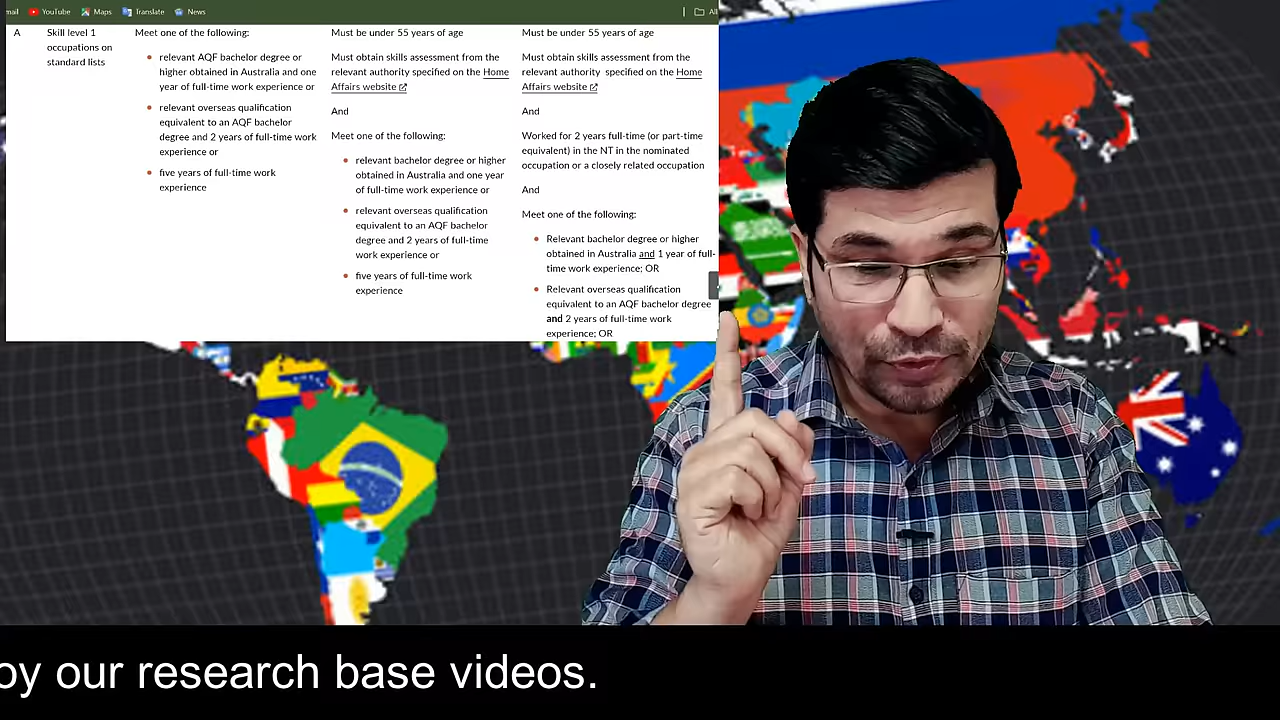 mail YouTube Maps Translate News All
A
Skill level 1
occupations on
standard lists
Meet one of the following:
relevant AQF bachelor degree or
higher obtained in Australia and one
year of full-time work experience or
relevant overseas qualification
equivalent to an AQF bachelor
degree and 2 years of full-time work
experience or
five years of full-time work
experience
Must be under 55 years of age
Must obtain skills assessment from the
relevant authority specified on the Home
Affairs website
And
Meet one of the following:
relevant bachelor degree or higher
obtained in Australia and one year
of full-time work experience or
relevant overseas qualification
equivalent to an AQF bachelor
degree and 2 years of full-time
work experience or
five years of full-time work
experience
Must be under 55 years of age
Must obtain skills assessment from the
relevant authority specified on the Home
Affairs website
And
Worked for 2 years full-time (or part-time
equivalent) in the NT in the nominated
occupation or a closely related occupation
And
Meet one of the following:
Relevant bachelor degree or higher
obtained in Australia and 1 year of full-
time work experience; OR
Relevant overseas qualification
equivalent to an AQF bachelor degree
and 2 years of full-time work
experience; OR
by our research base videos.